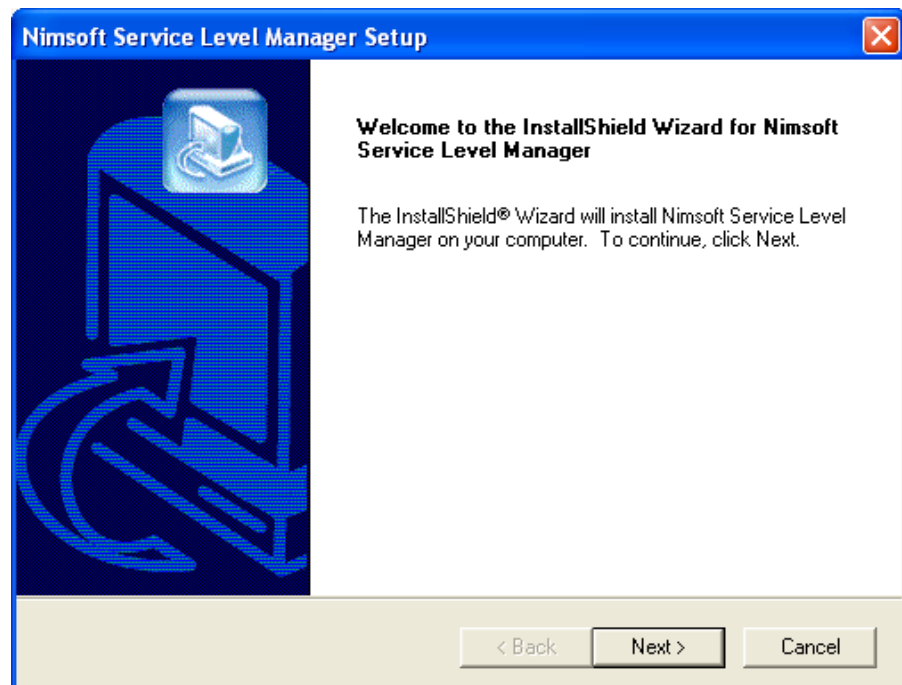 Nimsoft Service Level Manager Setup
Welcome to the InstallShield Wizard for Nimsoft
Service Level Manager
The InstallShield® Wizard will install Nimsoft Service Level
Manager on your computer.  To continue, click Next.
< Back
Next >
Cancel